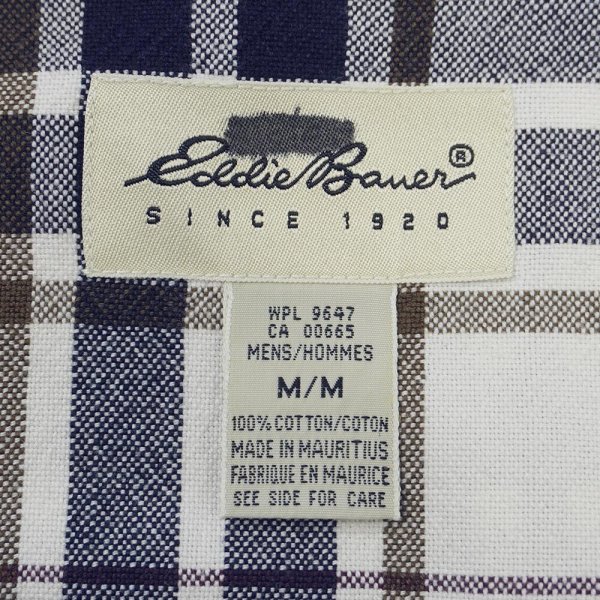 Eddie Bauer®
SINCE 1920
WPL 9647
CA 00665
MENS/HOMMES
M/M
100% COTTON/COTON
MADE IN MAURITIUS
FABRIQUE EN MAURICE
SEE SIDE FOR CARE